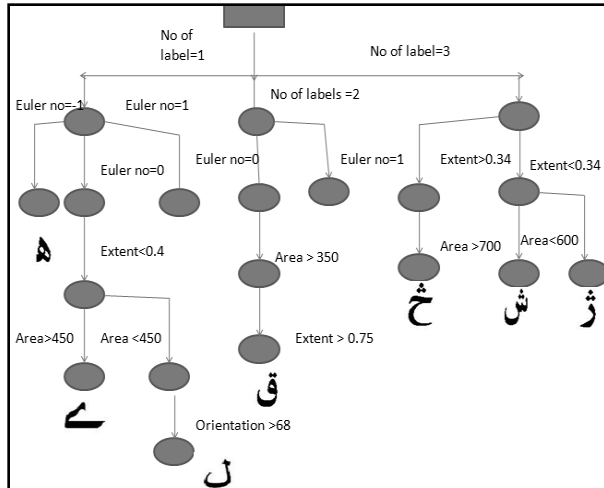 No of
label=1
No of label=3
No of labels =2
Euler no=-1
Euler no=1
Euler no=0
Euler no=0
Euler no=1
Extent>0.34
Extent<0.34
ھ
Extent<0.4
Area > 350
Area >700
Area<600
څ
ش
ژ
Area>450
Area <450
Extent > 0.75
ے
ق
Orientation >68
ل